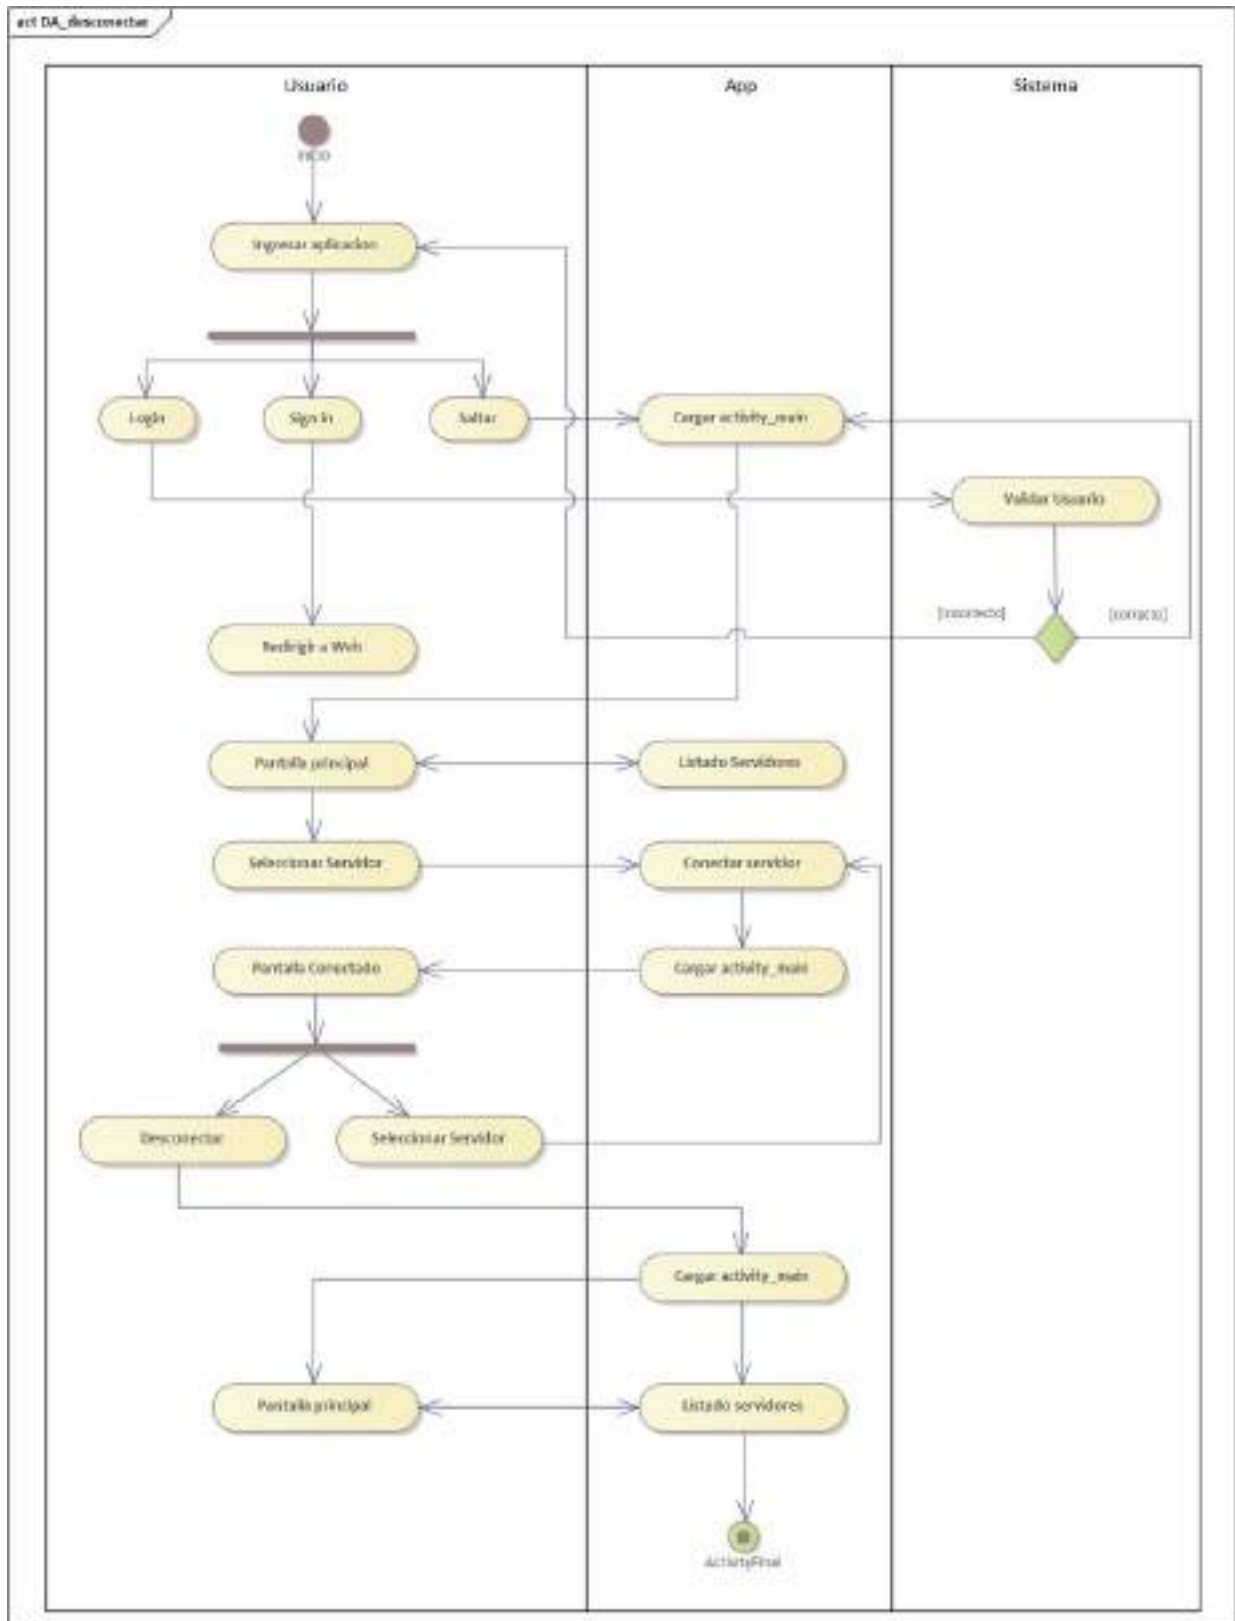 act DA_desconectar
Usuario
App
Sistema
INICIO
Ingresar aplicacion
Login
Sign in
Saltar
Cargar activity_main
Validar Usuario
[incorrecto]
[correcto]
Redirigir a Web
Pantalla principal
Listado Servidores
Seleccionar Servidor
Conectar servidor
Pantalla Conectado
Cargar activity_main
Desconectar
Seleccionar Servidor
Cargar activity_main
Pantalla principal
Listado servidores
ActivityFinal